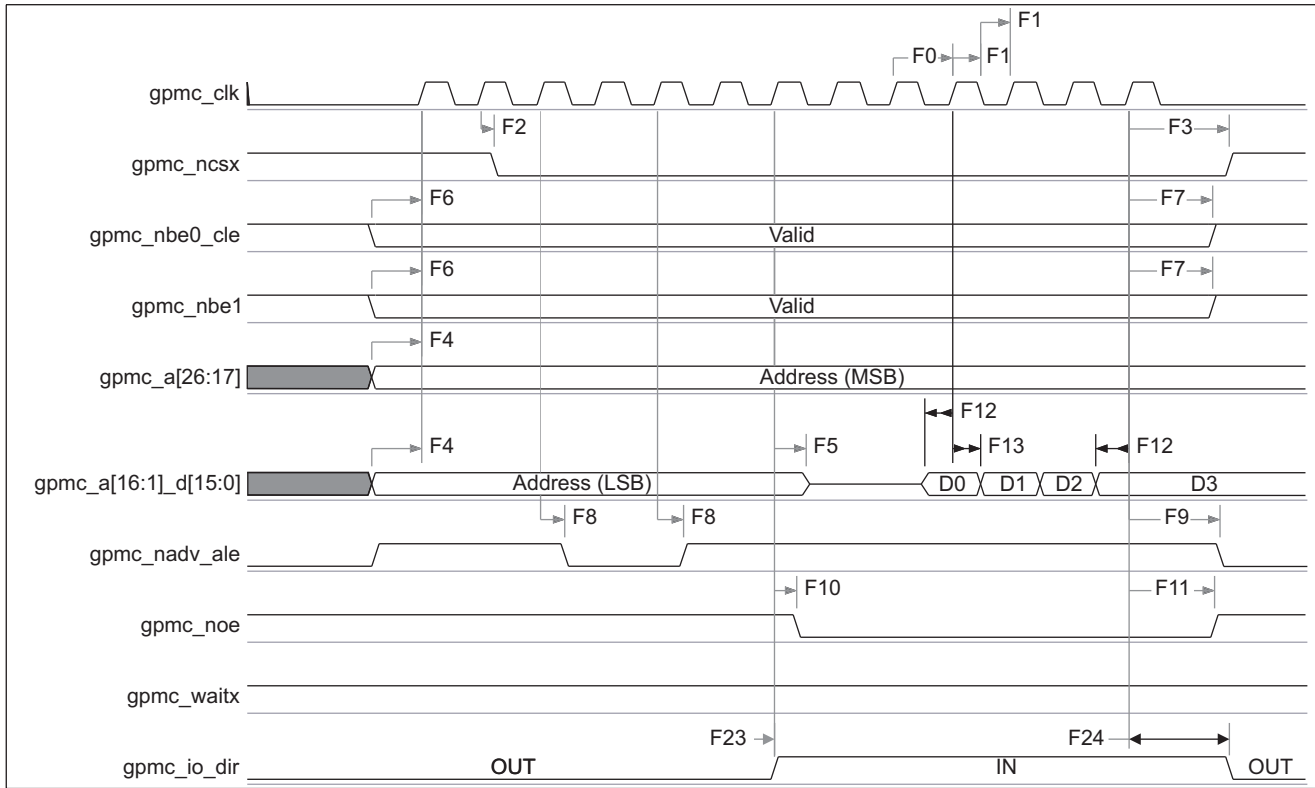 F1
F0 F1
gpmc_clk
F2 F3
gpmc_ncsx
F6 F7
gpmc_nbe0_cle Valid
F6 F7
gpmc_nbe1 Valid
F4
gpmc_a[26:17] Address (MSB)
F12
F4 F5 F13 F12
gpmc_a[16:1]_d[15:0] Address (LSB) D0 D1 D2 D3
F8 F8 F9
gpmc_nadv_ale
F10 F11
gpmc_noe
gpmc_waitx
F23 F24
gpmc_io_dir OUT IN OUT